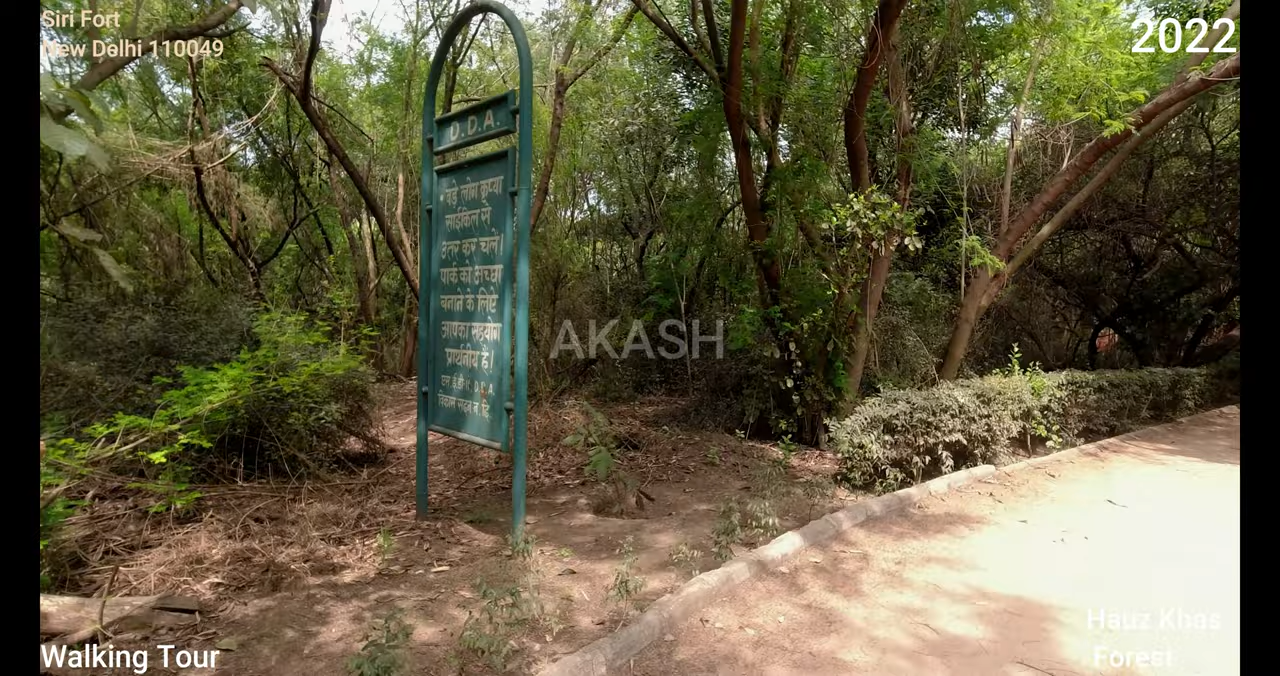 Siri Fort
New Delhi 110049
2022
D.D.A.
बड़े लोग कृप्या
साईकिल से
उतर कर चलें।
पार्क को अच्छा
बनाने के लिए
आपका सहयोग
प्रार्थनीय है।
D.D.A.
विकास सदन न. दि.
AKASH
Hauz Khas
Forest
Walking Tour